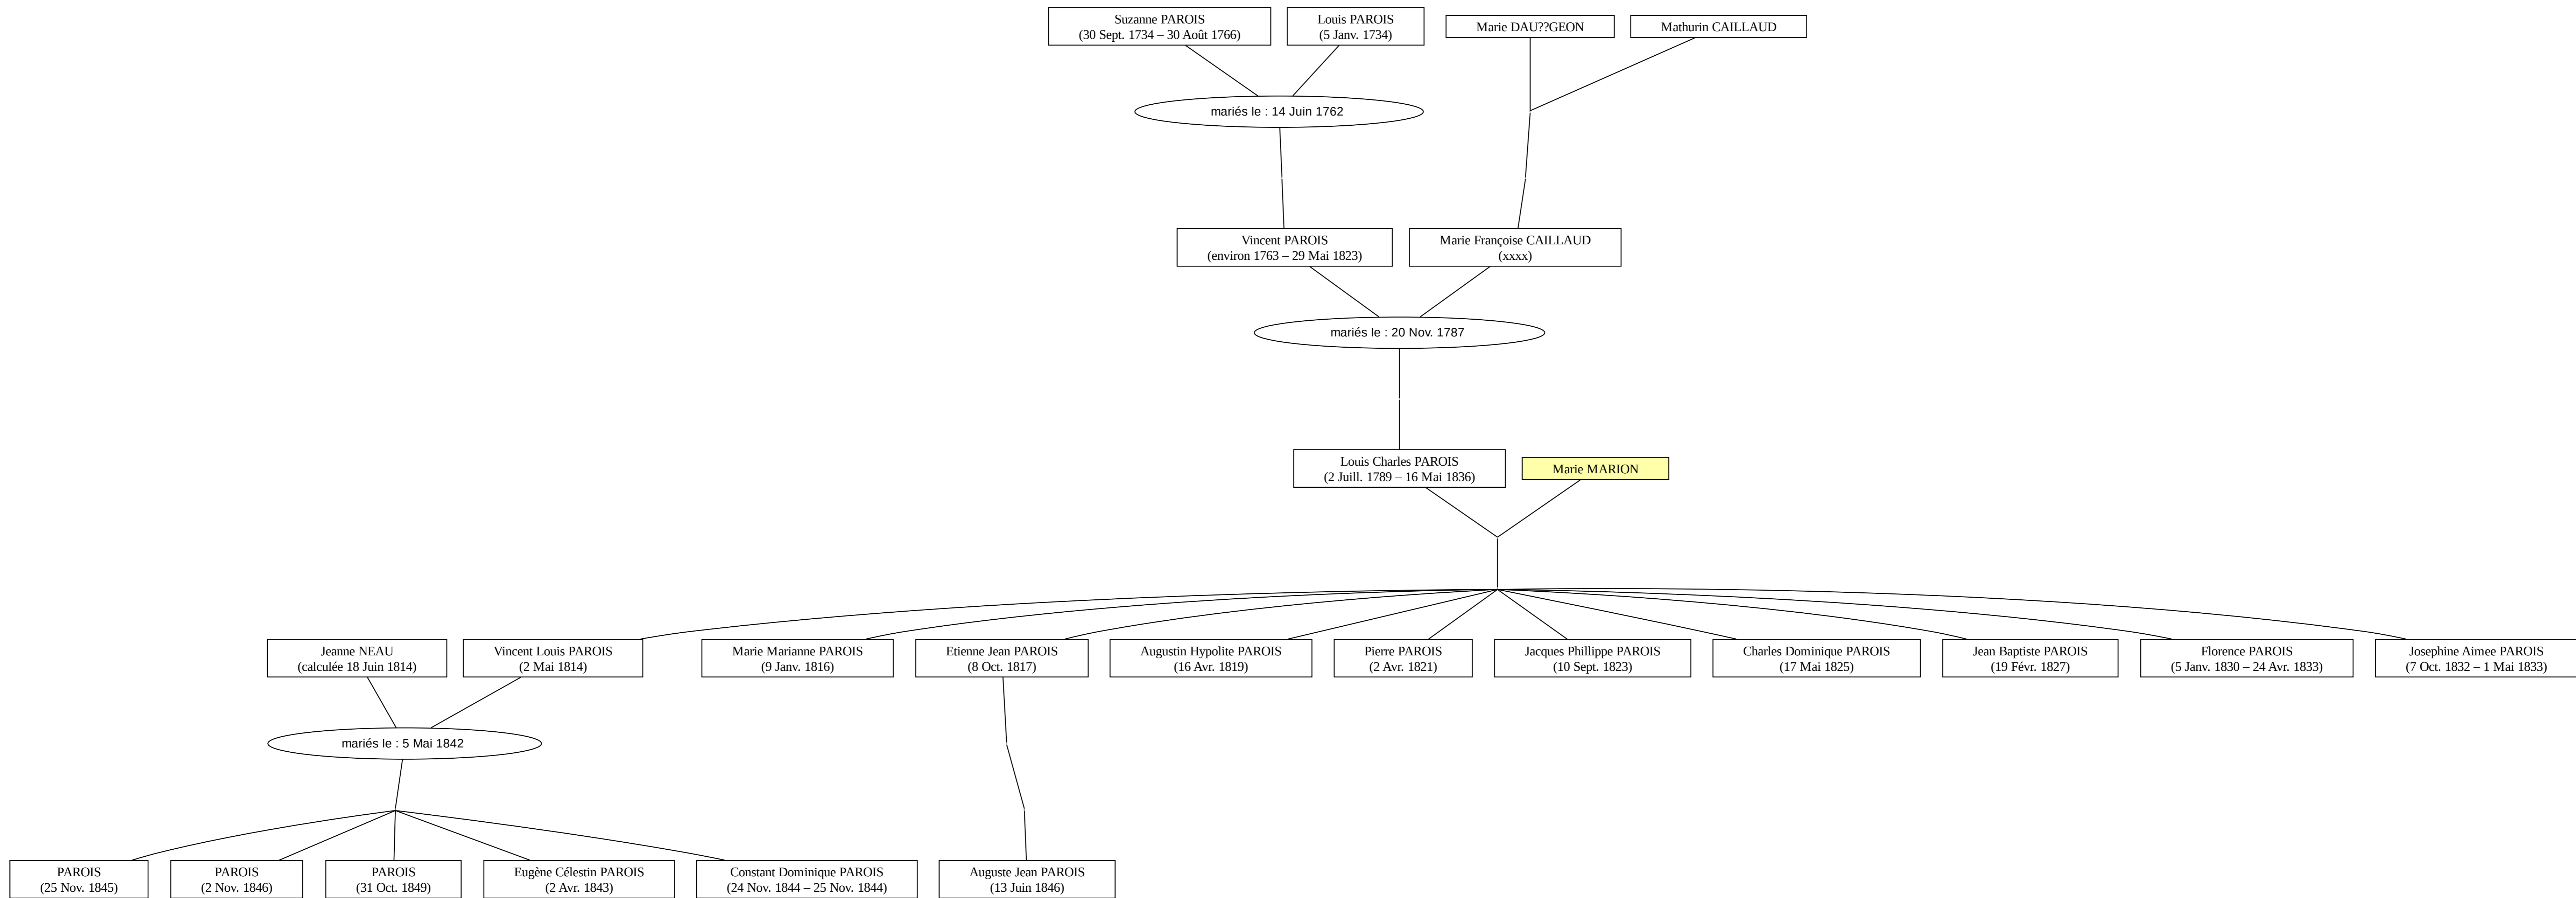 Suzanne PAROIS
(30 Sept. 1734 – 30 Août 1766)
Louis PAROIS
(5 Janv. 1734)
Marie DAU??GEON
Mathurin CAILLAUD
mariés le : 14 Juin 1762
Vincent PAROIS
(environ 1763 – 29 Mai 1823)
Marie Françoise CAILLAUD
(xxxx)
mariés le : 20 Nov. 1787
Louis Charles PAROIS
(2 Juill. 1789 – 16 Mai 1836)
Marie MARION
Jeanne NEAU
(calculée 18 Juin 1814)
Vincent Louis PAROIS
(2 Mai 1814)
Marie Marianne PAROIS
(9 Janv. 1816)
Etienne Jean PAROIS
(8 Oct. 1817)
Augustin Hypolite PAROIS
(16 Avr. 1819)
Pierre PAROIS
(2 Avr. 1821)
Jacques Phillippe PAROIS
(10 Sept. 1823)
Charles Dominique PAROIS
(17 Mai 1825)
Jean Baptiste PAROIS
(19 Févr. 1827)
Florence PAROIS
(5 Janv. 1830 – 24 Avr. 1833)
Josephine Aimee PAROIS
(7 Oct. 1832 – 1 Mai 1833)
mariés le : 5 Mai 1842
PAROIS
(25 Nov. 1845)
PAROIS
(2 Nov. 1846)
PAROIS
(31 Oct. 1849)
Eugène Célestin PAROIS
(2 Avr. 1843)
Constant Dominique PAROIS
(24 Nov. 1844 – 25 Nov. 1844)
Auguste Jean PAROIS
(13 Juin 1846)